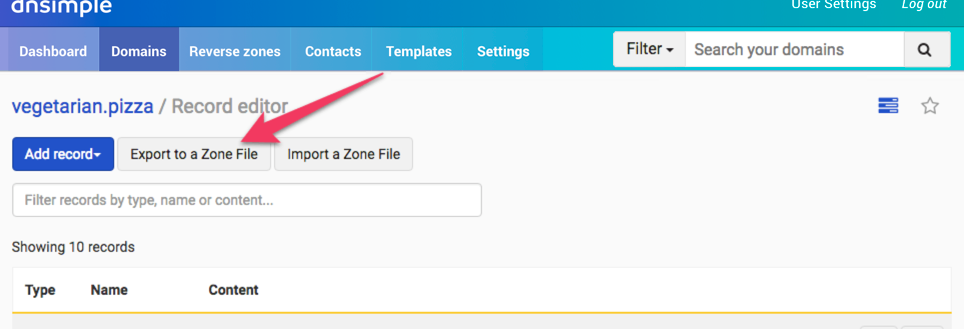 dnsimple
User Settings Log out
Dashboard Domains Reverse zones Contacts Templates Settings Filter Search your domains
vegetarian.pizza / Record editor
Add record Export to a Zone File Import a Zone File
Filter records by type, name or content...
Showing 10 records
Type Name Content